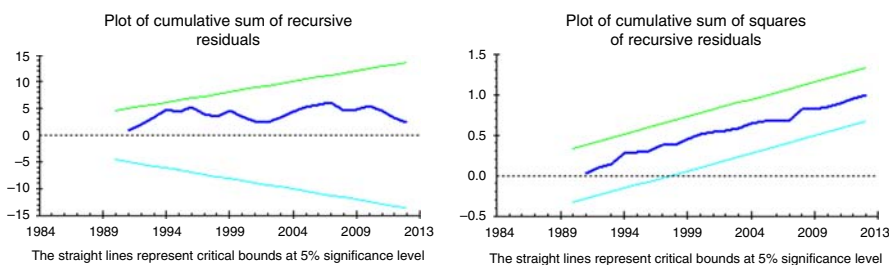 Plot of cumulative sum of recursive
residuals
15
10
5
0
−5
−10
−15
1984 1989 1994 1999 2004 2009 2013
The straight lines represent critical bounds at 5% significance level
Plot of cumulative sum of squares
of recursive residuals
1.5
1.0
0.5
0.0
−0.5
1984 1989 1994 1999 2004 2009 2013
The straight lines represent critical bounds at 5% significance level